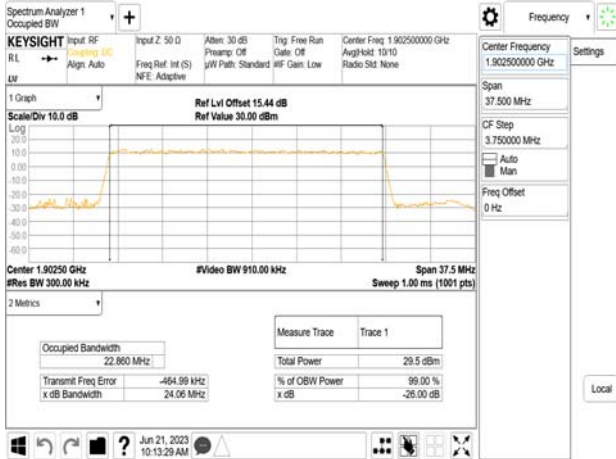 Spectrum Analyzer 1
Occupied BW
+
Frequency
KEYSIGHT
RL
Input: RF
Coupling: DC
Align: Auto
Input Z: 50 Ω
Freq Ref: Int (S)
NFE: Adaptive
Atten: 30 dB
Preamp: Off
µW Path: Standard
Trig: Free Run
Gate: Off
#IF Gain: Low
Center Freq: 1.902500000 GHz
Avg|Hold: 10/10
Radio Std: None
Center Frequency
1.902500000 GHz
Settings
Span
37.500 MHz
CF Step
3.750000 MHz
Auto
Man
Freq Offset
0 Hz
Local
1 Graph
Scale/Div 10.0 dB
Ref Lvl Offset 15.44 dB
Ref Value 30.00 dBm
Log
20.0
10.0
0.00
-10.0
-20.0
-30.0
-40.0
-50.0
-60.0
Center 1.90250 GHz
#Res BW 300.00 kHz
#Video BW 910.00 kHz
Span 37.5 MHz
Sweep 1.00 ms (1001 pts)
2 Metrics
Occupied Bandwidth
22.860 MHz
Transmit Freq Error -464.99 kHz
x dB Bandwidth 24.06 MHz
Measure Trace Trace 1
Total Power 29.5 dBm
% of OBW Power 99.00 %
x dB -26.00 dB
?
Jun 21, 2023
10:13:29 AM